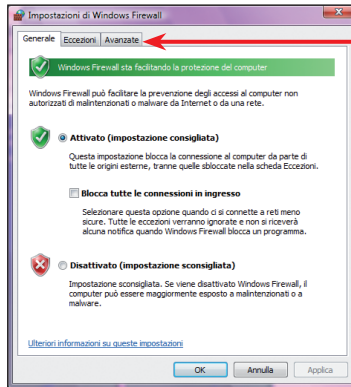 Impostazioni di Windows Firewall
Generale Eccezioni Avanzate
Windows Firewall sta facilitando la protezione del computer
Windows Firewall può facilitare la prevenzione degli accessi al computer non
autorizzati da malintenzionati o malware da Internet o da una rete.
Attivato (impostazione consigliata)
Questa impostazione blocca la connessione al computer da parte di
tutte le origini esterne, tranne quelle sbloccate nella scheda Eccezioni.
Blocca tutte le connessioni in ingresso
Selezionare questa opzione quando ci si connette a reti meno
sicure. Tutte le eccezioni verranno ignorate e non si riceverà
alcuna notifica quando Windows Firewall blocca un programma.
Disattivato (impostazione sconsigliata)
Impostazione sconsigliata. Se viene disattivato Windows Firewall, il
computer può essere maggiormente esposto a malintenzionati o a
malware.
Ulteriori informazioni su queste impostazioni
OK Annulla Applica